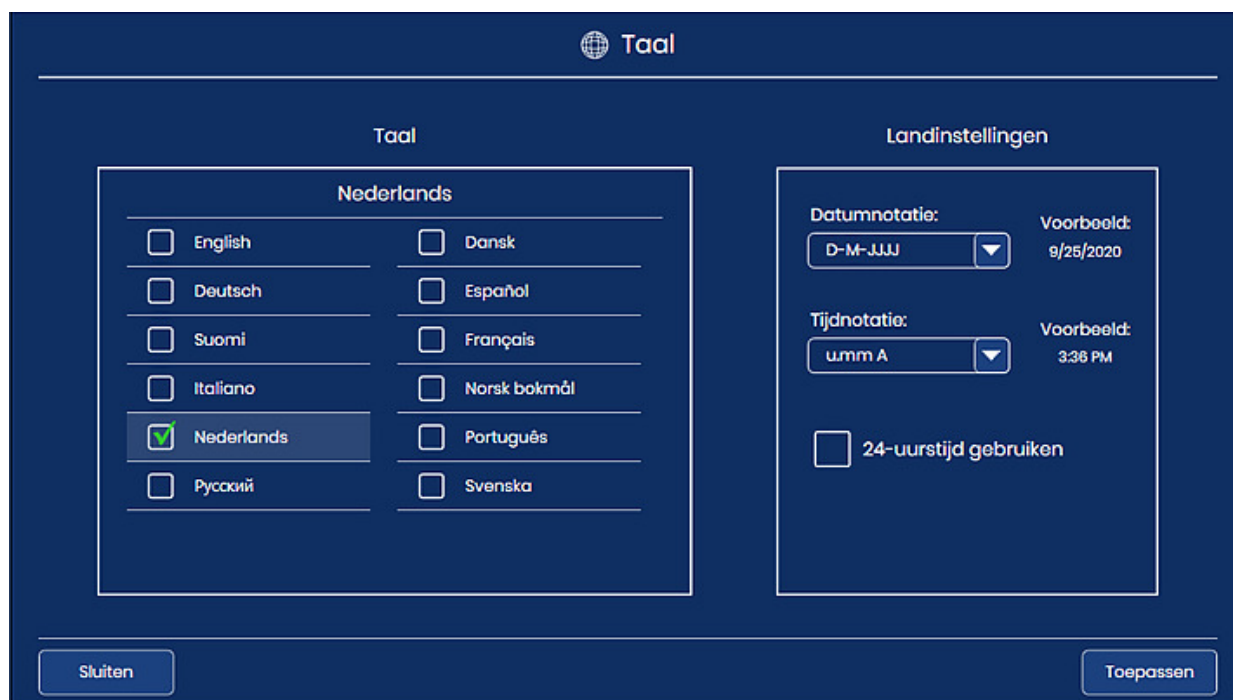 Taal
Taal
Nederlands
English
Dansk
Deutsch
Español
Suomi
Français
Italiano
Norsk bokmål
Nederlands
Português
Русский
Svenska
Landinstellingen
Datumnotatie:
Voorbeeld:
D-M-JJJJ
9/25/2020
Tijdnotatie:
Voorbeeld:
u.mm A
3:36 PM
24-uurstijd gebruiken
Sluiten
Toepassen